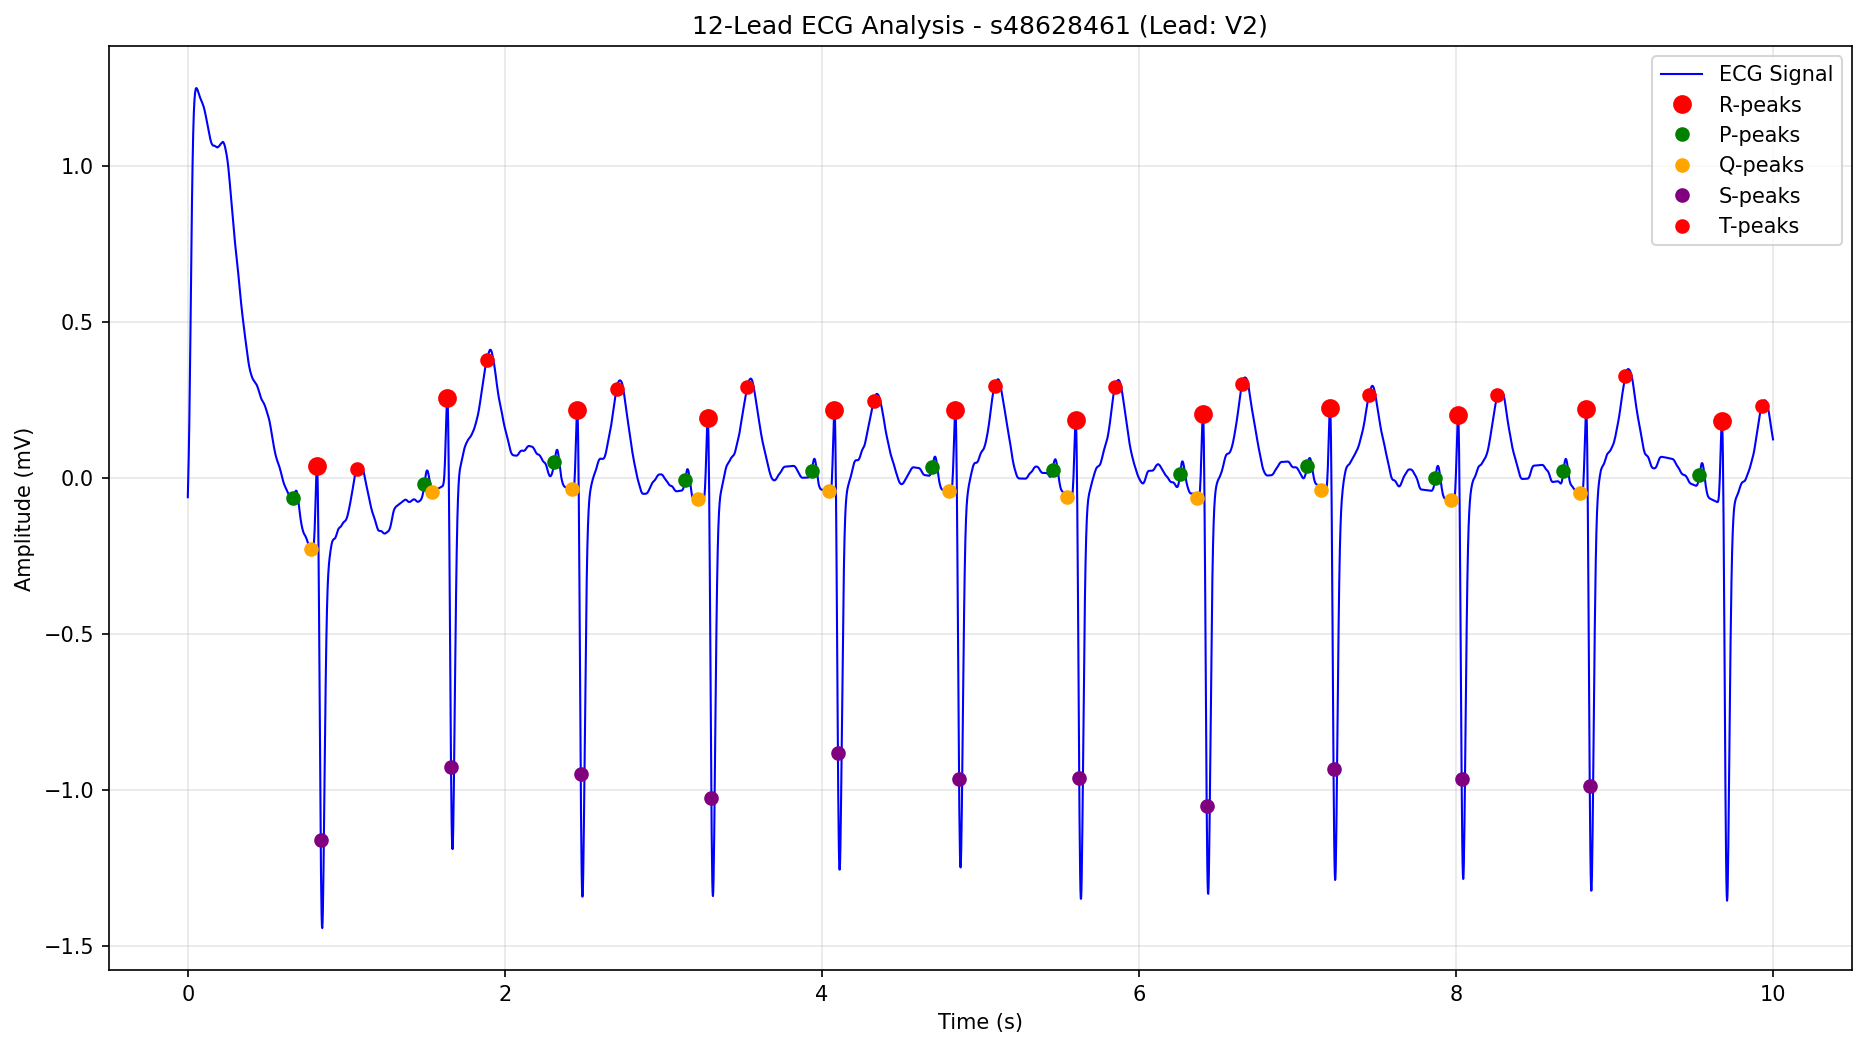 12-Lead ECG Analysis - s48628461 (Lead: V2)
ECG Signal
R-peaks
P-peaks
Q-peaks
S-peaks
T-peaks
Amplitude (mV)
1.0
0.5
0.0
−0.5
−1.0
−1.5
0 2 4 6 8 10
Time (s)